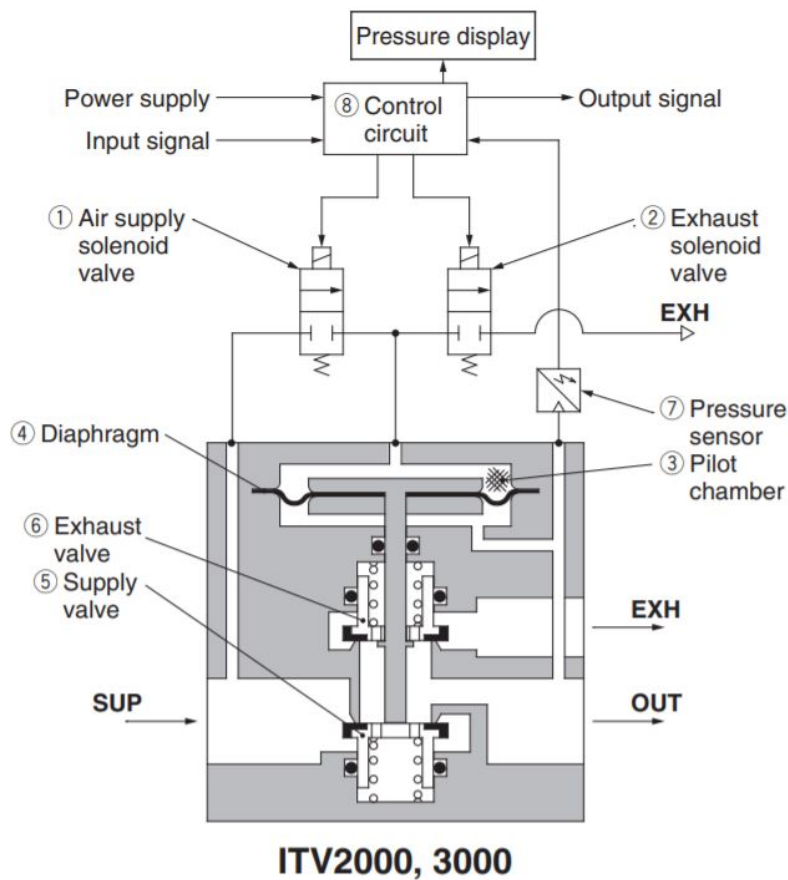 Pressure display
Power supply
⑧ Control
circuit
Output signal
Input signal
① Air supply
solenoid
valve
② Exhaust
solenoid
valve
EXH
⑦ Pressure
sensor
④ Diaphragm
③ Pilot
chamber
⑥ Exhaust
valve
⑤ Supply
valve
EXH
SUP
OUT
ITV2000, 3000